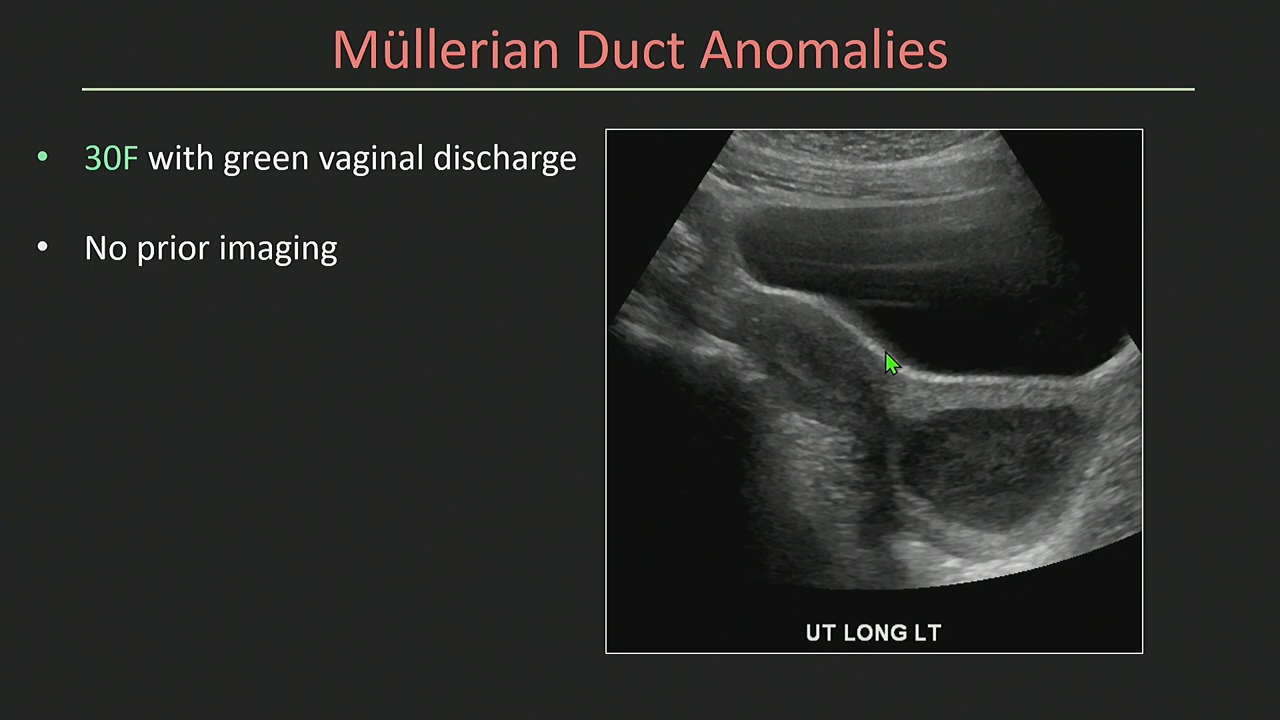 Müllerian Duct Anomalies
• 30F with green vaginal discharge
• No prior imaging
UT LONG LT